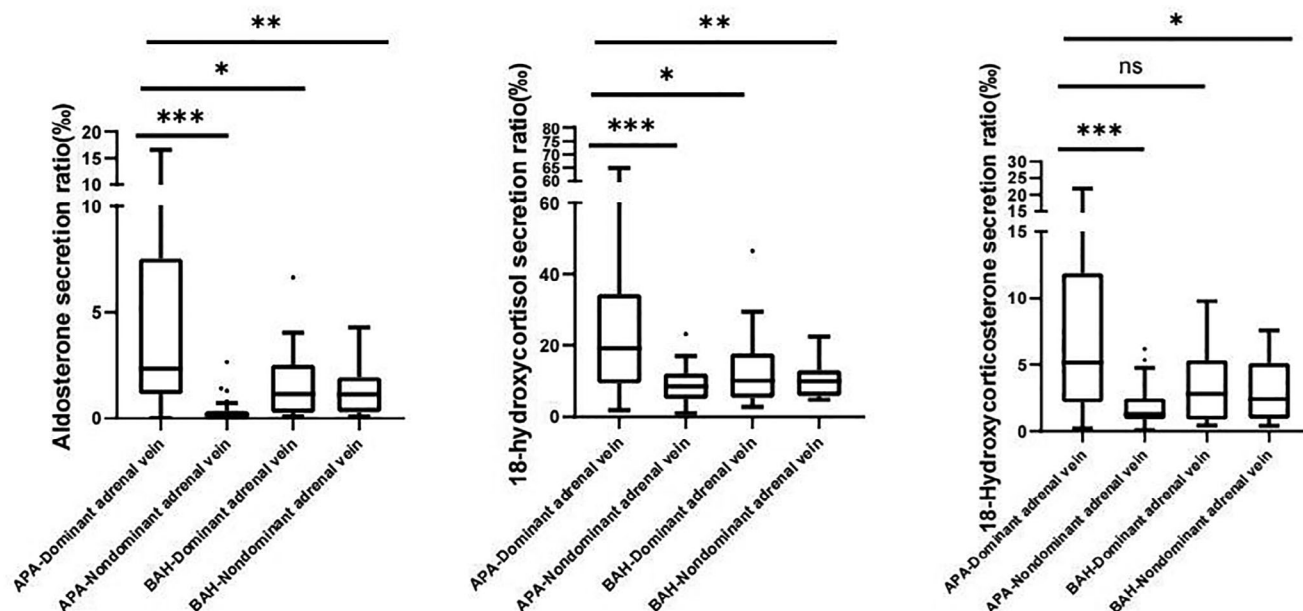 **
*
***
Aldosterone secretion ratio(‰)
20
15
10
10
5
0
APA-Dominant adrenal vein
APA-Nondominant adrenal vein
BAH-Dominant adrenal vein
BAH-Nondominant adrenal vein
**
*
***
18-hydroxycortisol secretion ratio(‰)
80
75
70
65
60
60
40
20
0
APA-Dominant adrenal vein
APA-Nondominant adrenal vein
BAH-Dominant adrenal vein
BAH-Nondominant adrenal vein
*
ns
***
18-Hydroxycorticosterone secretion ratio(‰)
30
25
20
15
15
10
5
0
APA-Dominant adrenal vein
APA-Nondominant adrenal vein
BAH-Dominant adrenal vein
BAH-Nondominant adrenal vein